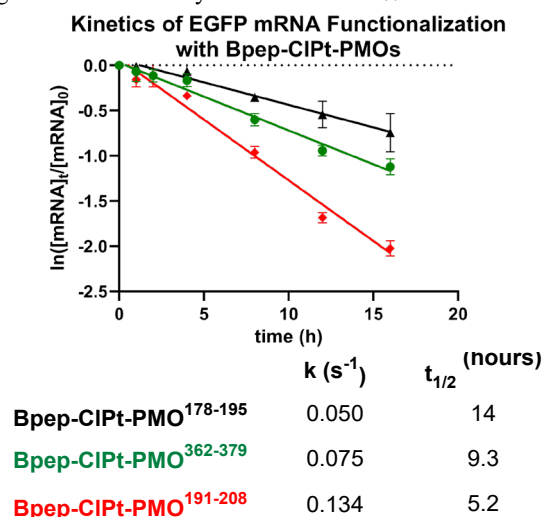 Kinetics of EGFP mRNA Functionalization
with Bpep-ClPt-PMOs
ln([mRNA]t/[mRNA]0)
0.0
-0.5
-1.0
-1.5
-2.0
-2.5
0 5 10 15 20
time (h)
k (s-1) t1/2 (hours)
Bpep-ClPt-PMO178-195 0.050 14
Bpep-ClPt-PMO362-379 0.075 9.3
Bpep-ClPt-PMO191-208 0.134 5.2